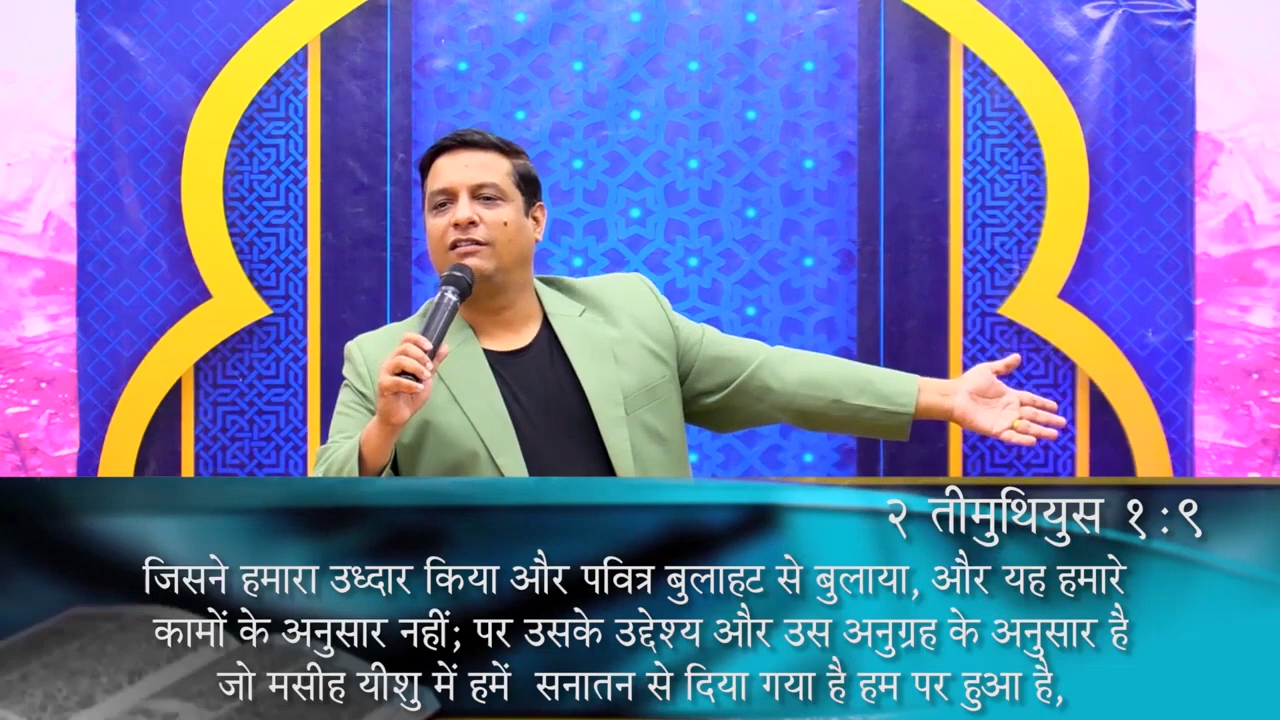 २ तीमुथियुस १:९
जिसने हमारा उध्दार किया और पवित्र बुलाहट से बुलाया, और यह हमारे
कामों के अनुसार नहीं; पर उसके उद्देश्य और उस अनुग्रह के अनुसार है
जो मसीह यीशु में हमें सनातन से दिया गया है हम पर हुआ है,